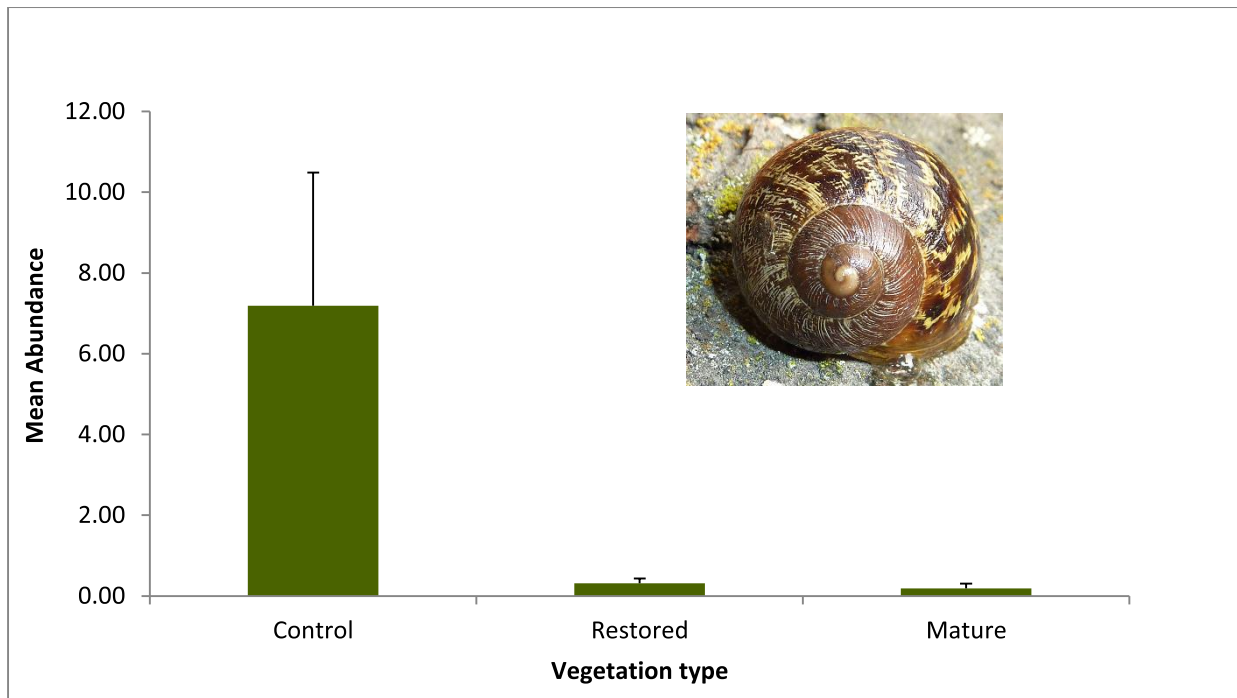 12.00
10.00
8.00
6.00
4.00
2.00
0.00
Mean Abundance
Control Restored Mature
Vegetation type